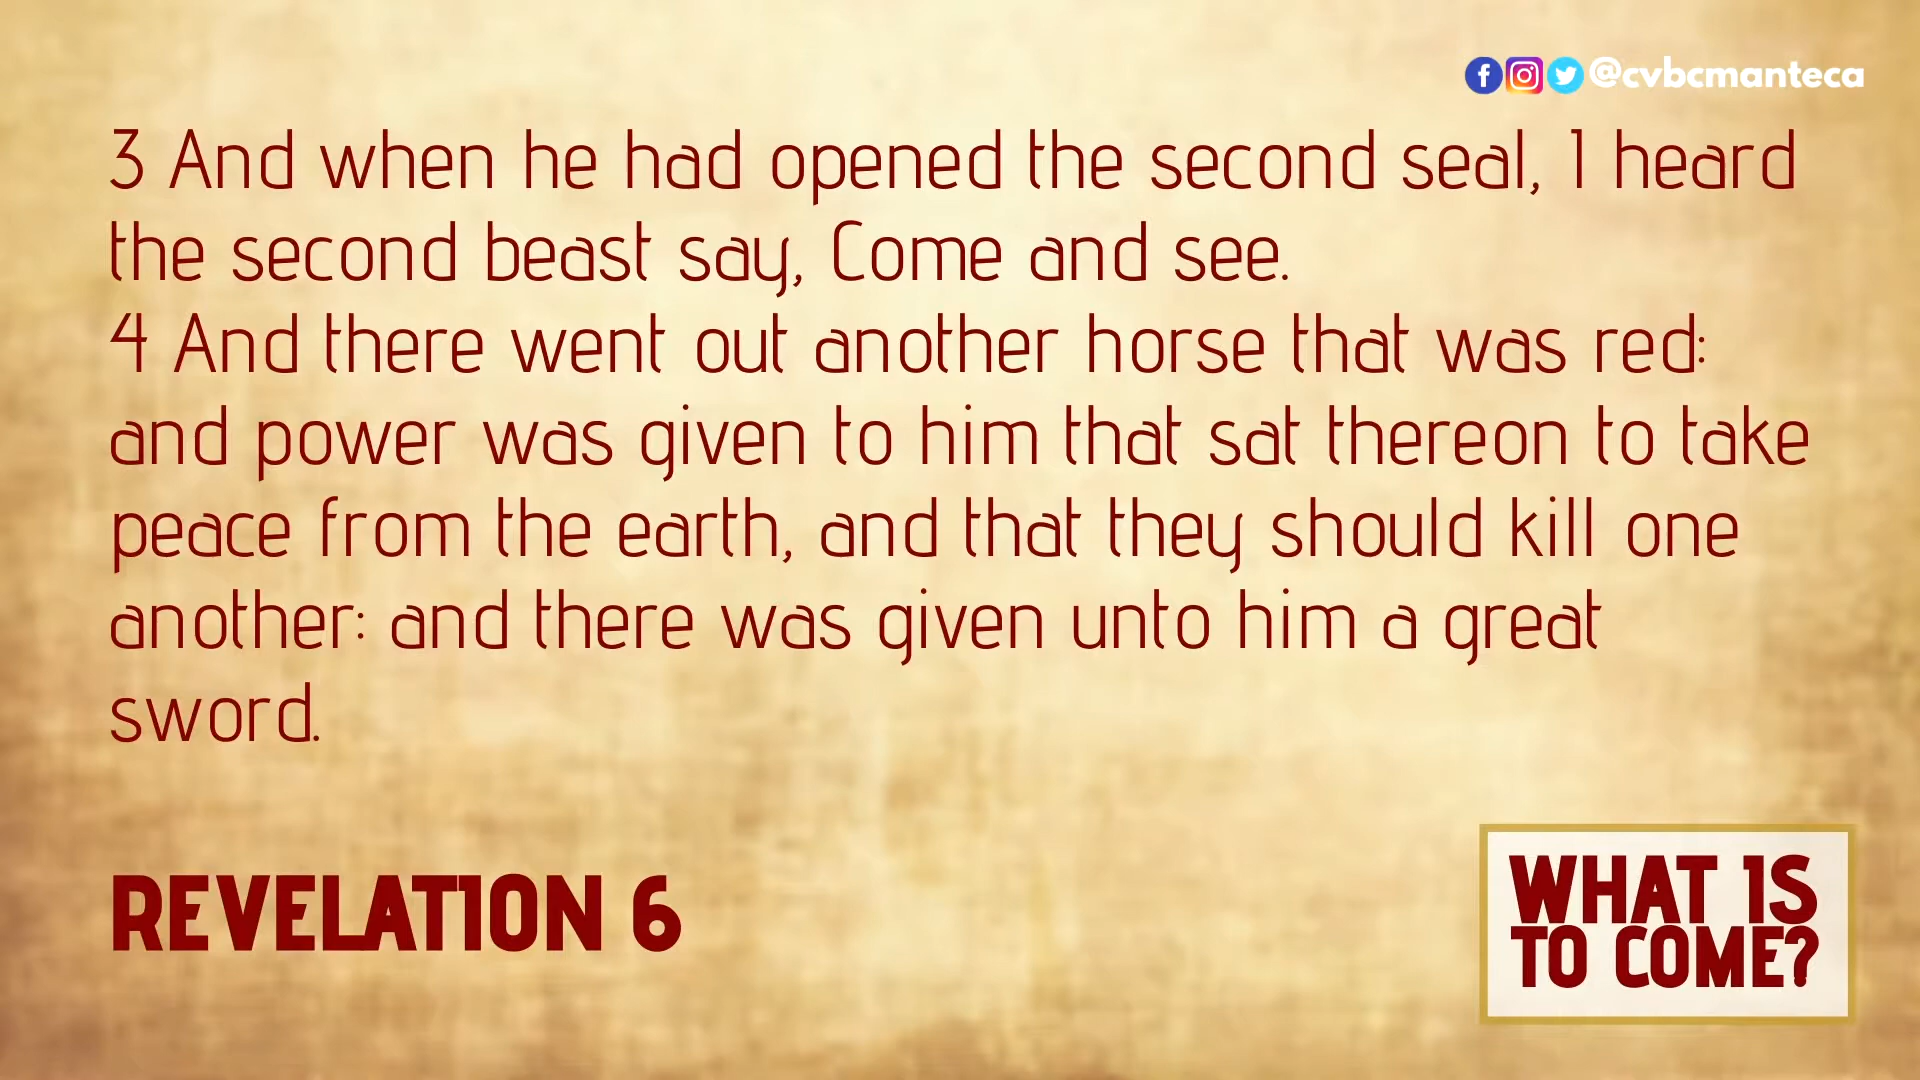 @cvbcmanteca
3 And when he had opened the second seal, I heard
the second beast say, Come and see.
4 And there went out another horse that was red:
and power was given to him that sat thereon to take
peace from the earth, and that they should kill one
another: and there was given unto him a great
sword.
REVELATION 6
WHAT IS
TO COME?